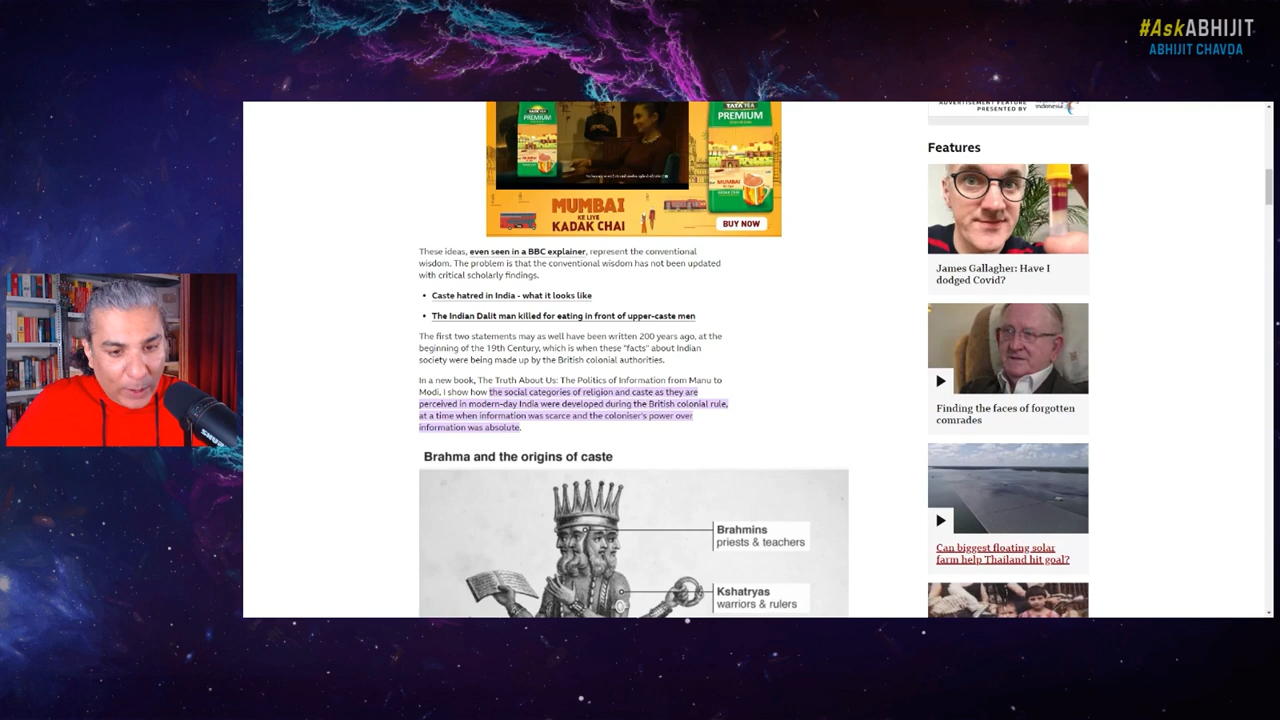 #AskABHIJIT
ABHIJIT CHAVDA
TATA TEA
PREMIUM
PREMIUM
MUMBAI
KE LIYE
KADAK CHAI
MUMBAI
KADAK CHAI
BUY NOW
These ideas, even seen in a BBC explainer, represent the conventional
wisdom. The problem is that the conventional wisdom has not been updated
with critical scholarly findings.
• Caste hatred in India - what it looks like
• The Indian Dalit man killed for eating in front of upper-caste men
The first two statements may as well have been written 200 years ago, at the
beginning of the 19th Century, which is when these "facts" about Indian
society were being made up by the British colonial authorities.
In a new book, The Truth About Us: The Politics of Information from Manu to
Modi, I show how the social categories of religion and caste as they are
perceived in modern-day India were developed during the British colonial rule,
at a time when information was scarce and the coloniser's power over
information was absolute.
Brahma and the origins of caste
Brahmins
priests & teachers
Kshatryas
warriors & rulers
ADVERTISEMENT FEATURE
PRESENTED BY
indonesia
Features
James Gallagher: Have I
dodged Covid?
Finding the faces of forgotten
comrades
Can biggest floating solar
farm help Thailand hit goal?
SHURE